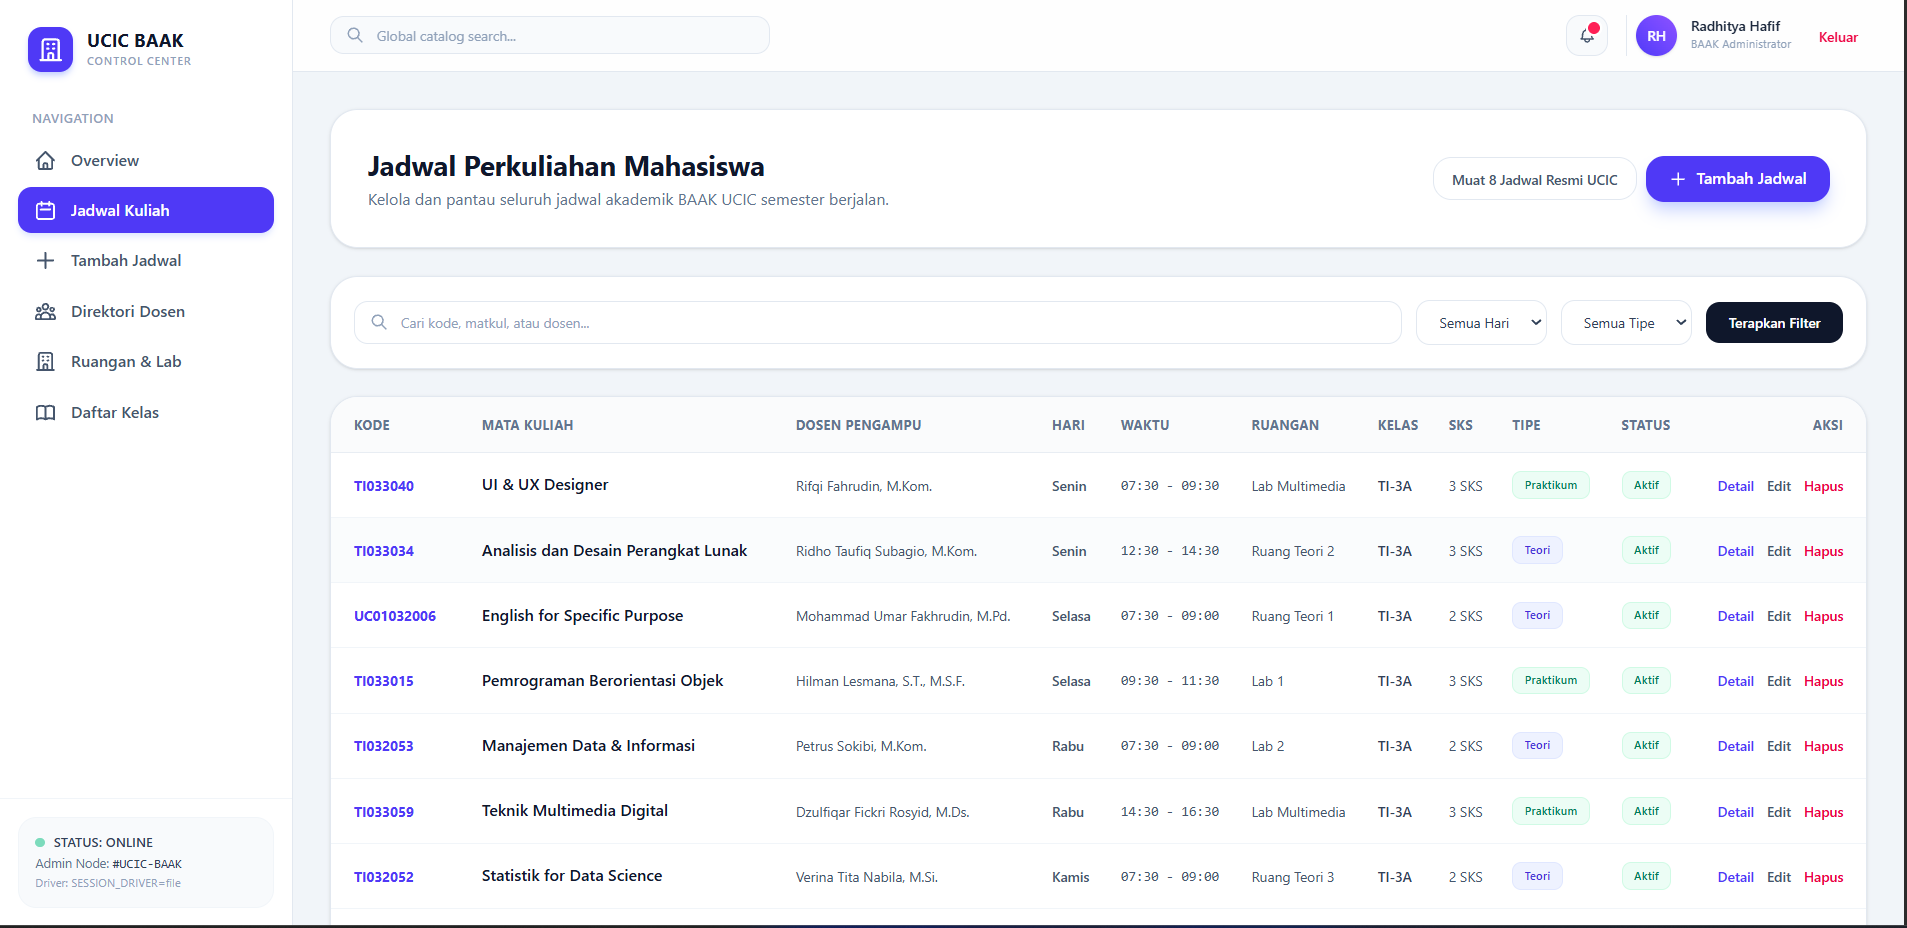 UCIC BAAK
CONTROL CENTER
NAVIGATION
Overview
Jadwal Kuliah
Tambah Jadwal
Direktori Dosen
Ruangan & Lab
Daftar Kelas
STATUS: ONLINE
Admin Node: #UCIC-BAAK
Driver: SESSION_DRIVER=file
Global catalog search...
RH
Radhitya Hafif
BAAK Administrator
Keluar
Jadwal Perkuliahan Mahasiswa
Kelola dan pantau seluruh jadwal akademik BAAK UCIC semester berjalan.
Muat 8 Jadwal Resmi UCIC
Tambah Jadwal
Cari kode, matkul, atau dosen...
Semua Hari
Semua Tipe
Terapkan Filter
KODE MATA KULIAH DOSEN PENGAMPU HARI WAKTU RUANGAN KELAS SKS TIPE STATUS AKSI
TI033040 UI & UX Designer Rifqi Fahrudin, M.Kom. Senin 07:30 - 09:30 Lab Multimedia TI-3A 3 SKS Praktikum Aktif Detail Edit Hapus
TI033034 Analisis dan Desain Perangkat Lunak Ridho Taufiq Subagio, M.Kom. Senin 12:30 - 14:30 Ruang Teori 2 TI-3A 3 SKS Teori Aktif Detail Edit Hapus
UC01032006 English for Specific Purpose Mohammad Umar Fakhrudin, M.Pd. Selasa 07:30 - 09:00 Ruang Teori 1 TI-3A 2 SKS Teori Aktif Detail Edit Hapus
TI033015 Pemrograman Berorientasi Objek Hilman Lesmana, S.T., M.S.F. Selasa 09:30 - 11:30 Lab 1 TI-3A 3 SKS Praktikum Aktif Detail Edit Hapus
TI032053 Manajemen Data & Informasi Petrus Sokibi, M.Kom. Rabu 07:30 - 09:00 Lab 2 TI-3A 2 SKS Teori Aktif Detail Edit Hapus
TI033059 Teknik Multimedia Digital Dzulfiqar Fickri Rosyid, M.Ds. Rabu 14:30 - 16:30 Lab Multimedia TI-3A 3 SKS Praktikum Aktif Detail Edit Hapus
TI032052 Statistik for Data Science Verina Tita Nabila, M.Si. Kamis 07:30 - 09:00 Ruang Teori 3 TI-3A 2 SKS Teori Aktif Detail Edit Hapus